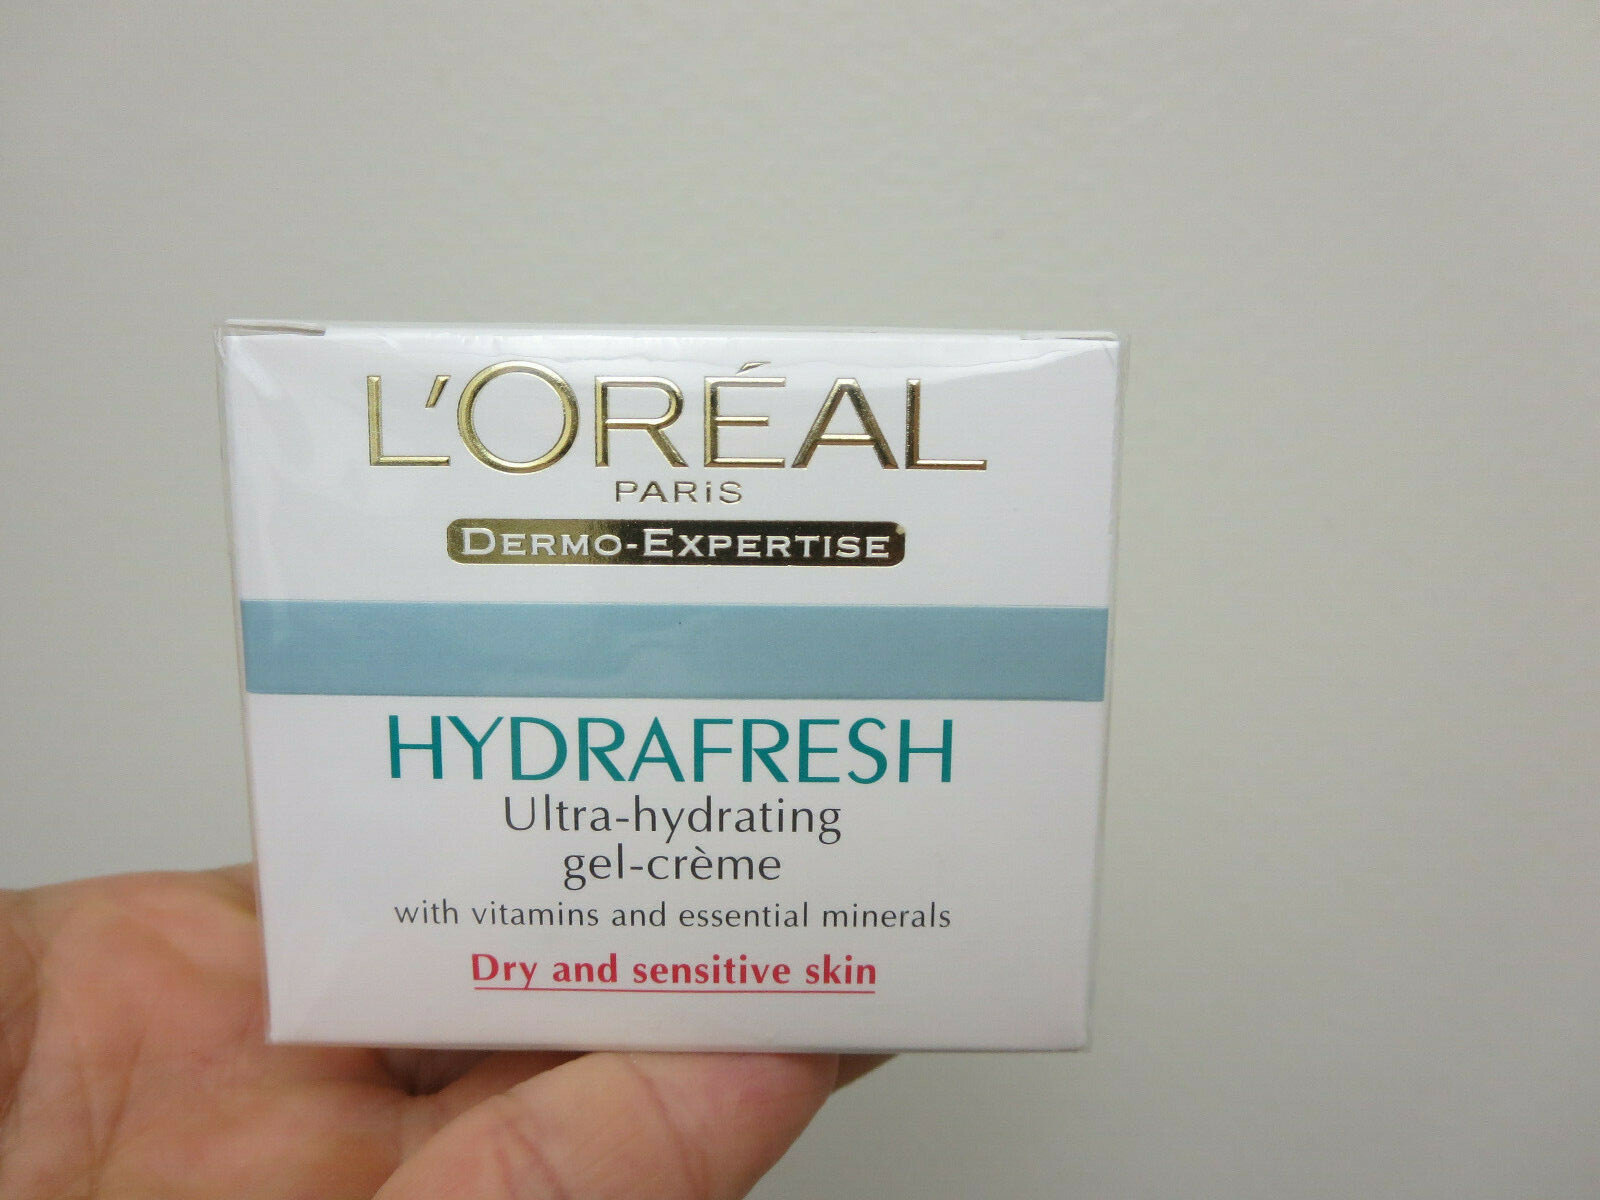 L'ORÉAL
PARiS
DERMO-EXPERTISE
HYDRAFRESH
Ultra-hydrating
gel-crème
with vitamins and essential minerals
Dry and sensitive skin